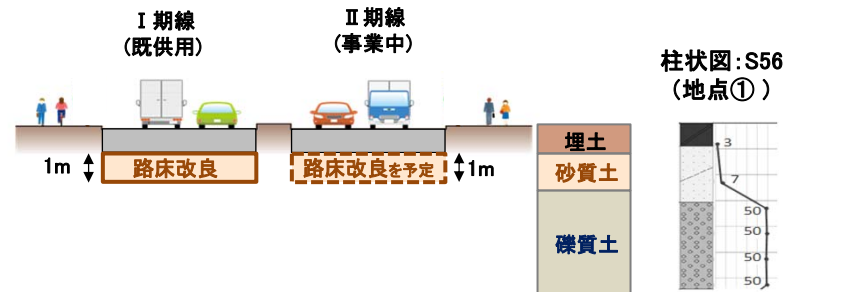 Ⅰ期線
(既供用)
Ⅱ期線
(事業中)
柱状図:S56
(地点①)
1m
路床改良
路床改良を予定
1m
埋土
砂質土
礫質土
3
7
50
50
50
50